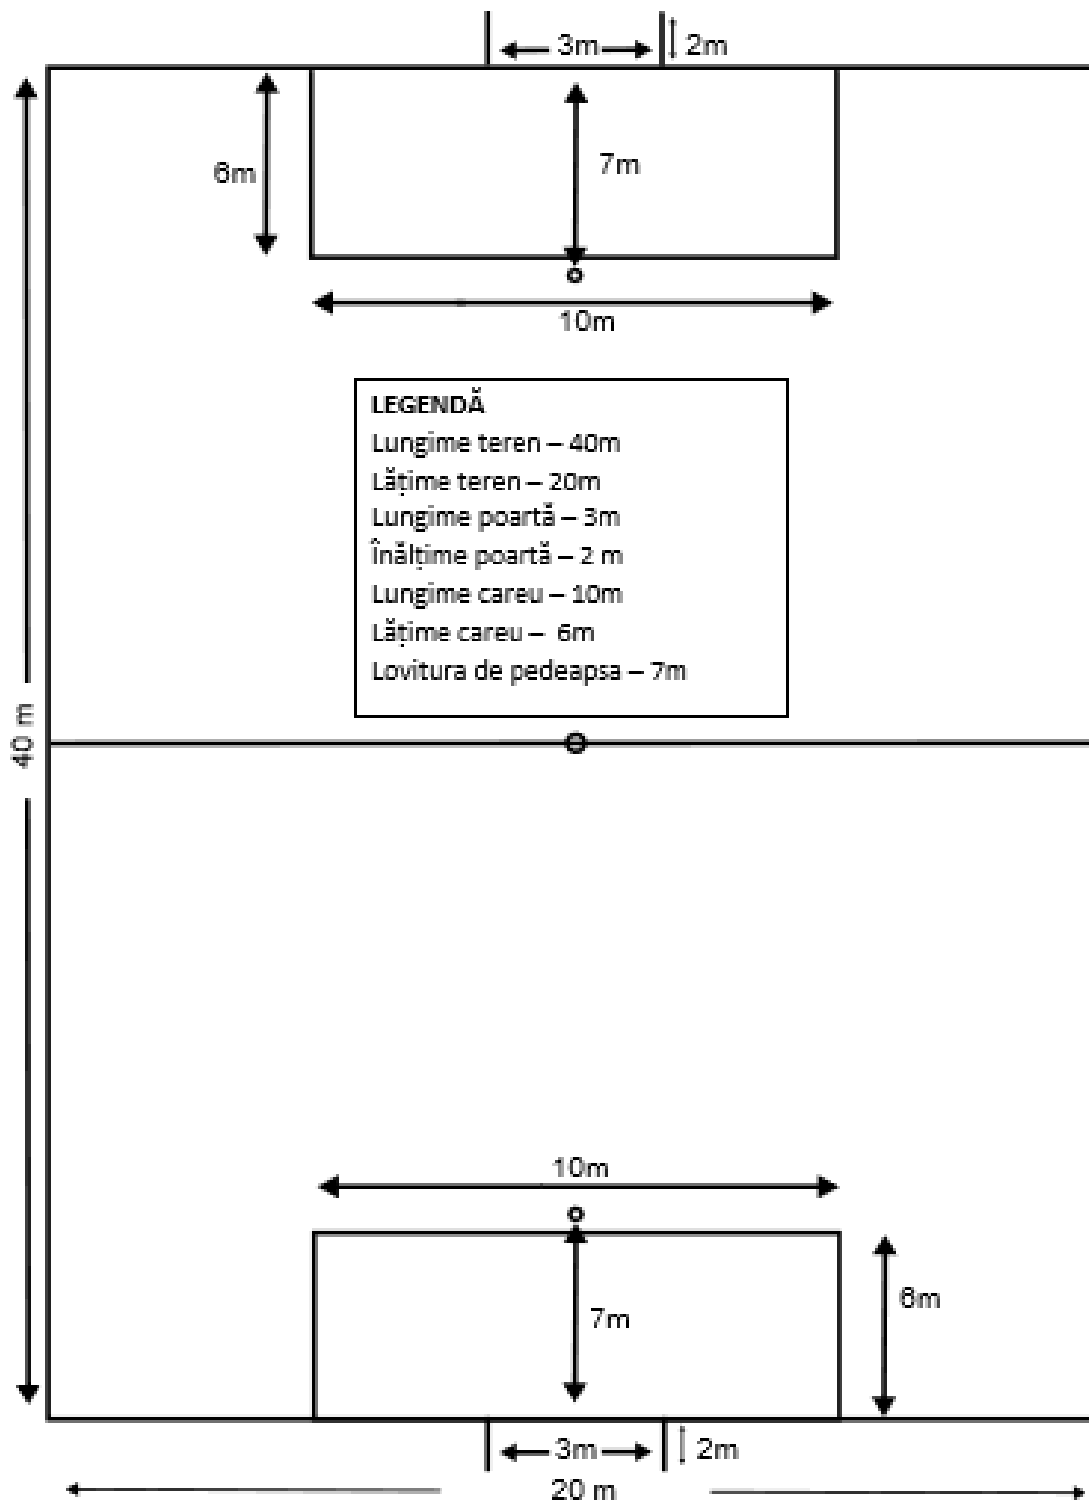 3m
2m
6m
7m
10m
LEGENDĂ
Lungime teren – 40m
Lățime teren – 20m
Lungime poartă – 3m
Înălțime poartă – 2 m
Lungime careu – 10m
Lățime careu – 6m
Lovitura de pedeapsa – 7m
40 m
10m
7m
6m
3m
2m
20 m